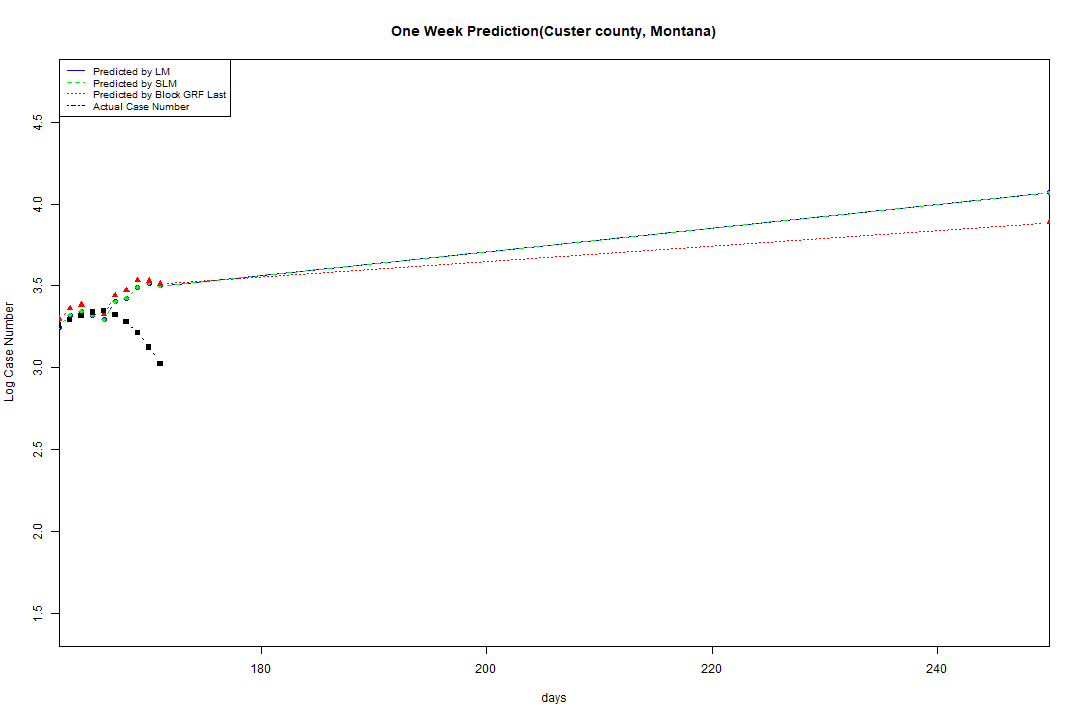 One Week Prediction(Custer county, Montana)
Predicted by LM
Predicted by SLM
Predicted by Block GRF Last
Actual Case Number
Log Case Number
4.5
4.0
3.5
3.0
2.5
2.0
1.5
180 200 220 240
days